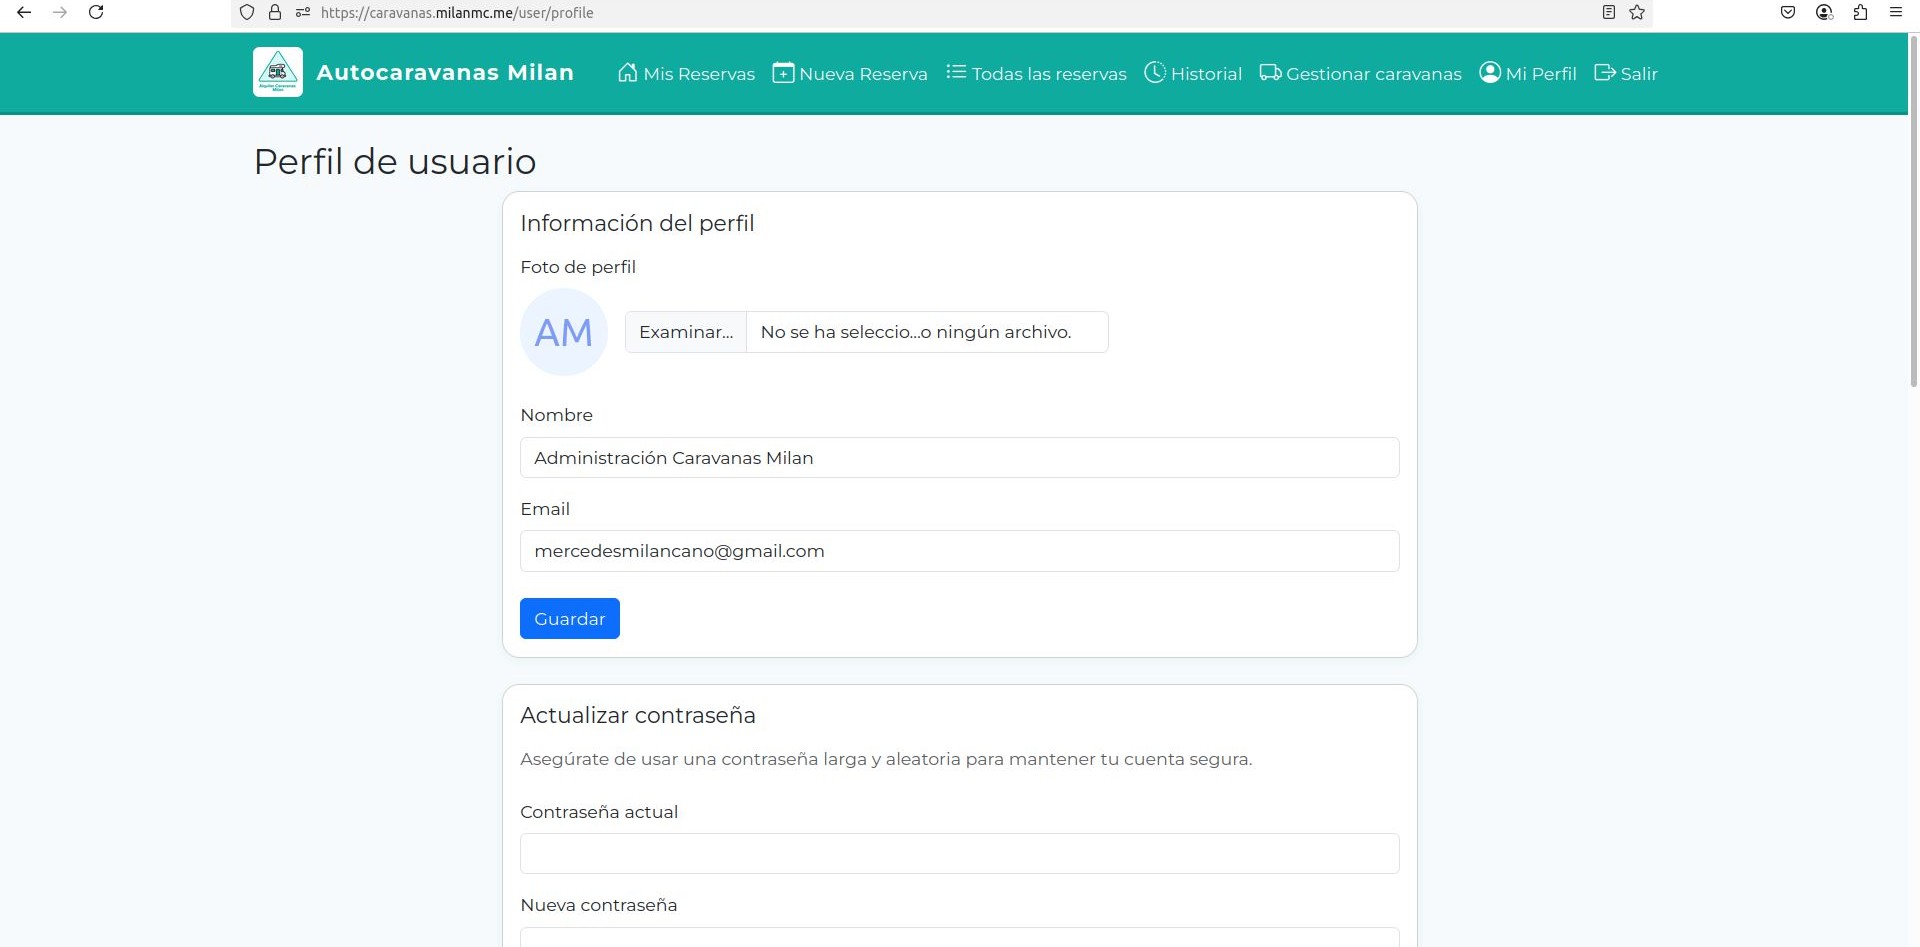 https://caravanas.milanmc.me/user/profile
Autocaravanas Milan
Mis Reservas
Nueva Reserva
Todas las reservas
Historial
Gestionar caravanas
Mi Perfil
Salir
Perfil de usuario
Información del perfil
Foto de perfil
AM
Examinar...
No se ha seleccio...o ningún archivo.
Nombre
Administración Caravanas Milan
Email
mercedesmilancano@gmail.com
Guardar
Actualizar contraseña
Asegúrate de usar una contraseña larga y aleatoria para mantener tu cuenta segura.
Contraseña actual
Nueva contraseña